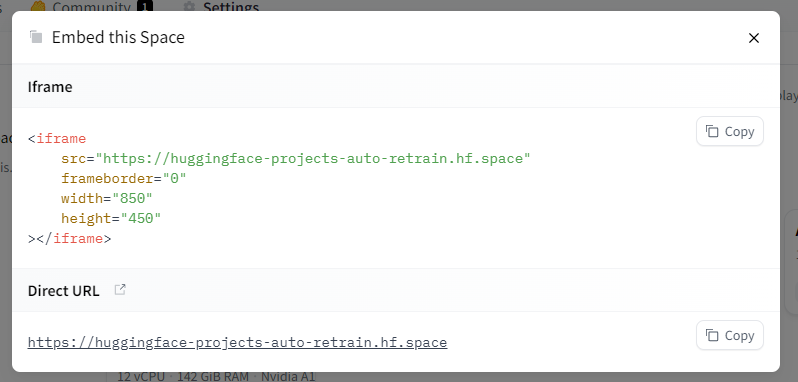 Community 1 Settings
Embed this Space
Iframe
Copy
<iframe
src="https://huggingface-projects-auto-retrain.hf.space"
frameborder="0"
width="850"
height="450"
></iframe>
Direct URL
Copy
https://huggingface-projects-auto-retrain.hf.space
12 vCPU · 142 GiB RAM · Nvidia A1